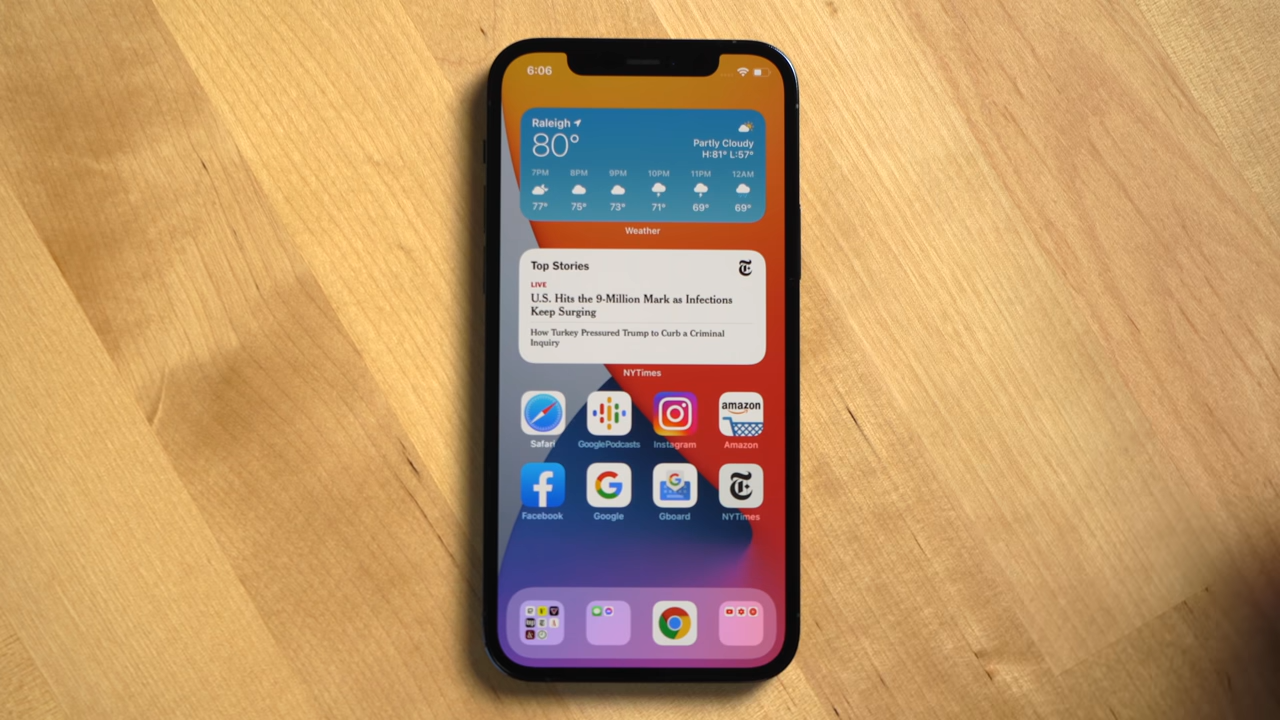 6:06
Raleigh
80°
Partly Cloudy
H:81° L:57°
7PM 8PM 9PM 10PM 11PM 12AM
77° 75° 73° 71° 69° 69°
Weather
Top Stories
LIVE
U.S. Hits the 9-Million Mark as Infections
Keep Surging
How Turkey Pressured Trump to Curb a Criminal
Inquiry
NYTimes
amazon
Safari GooglePodcasts Instagram Amazon
Facebook Google Gboard NYTimes